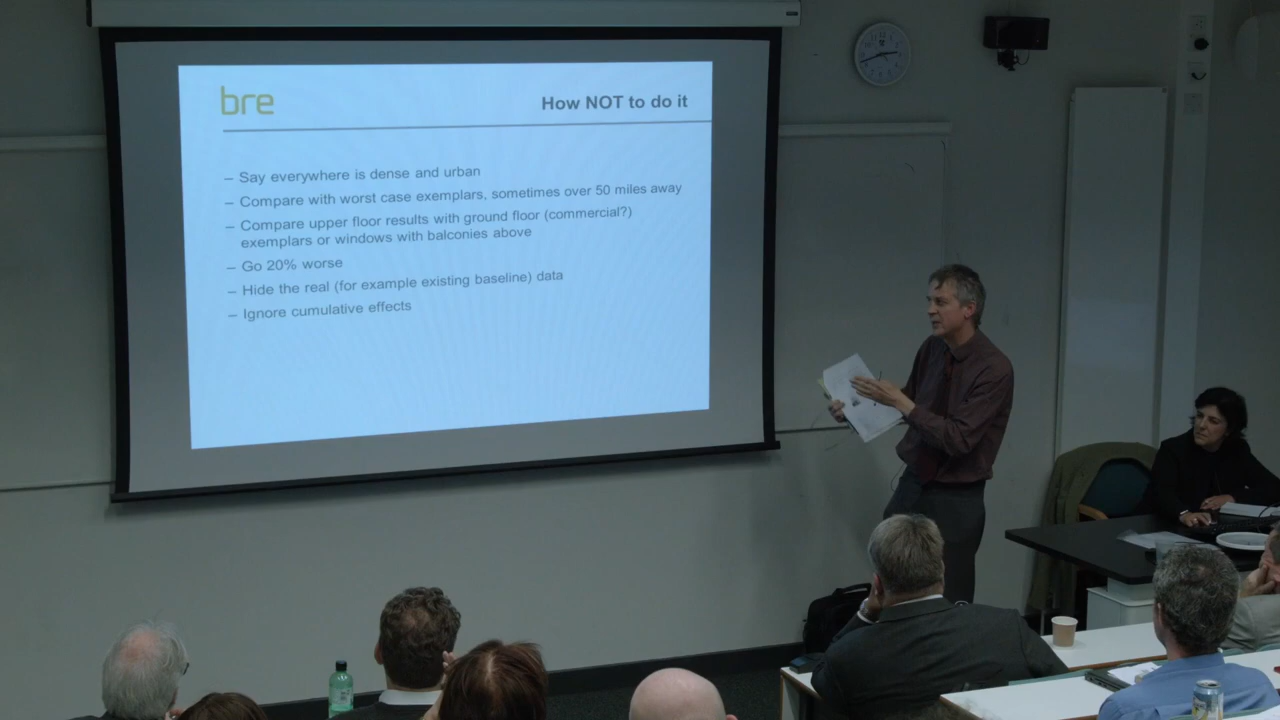 bre
How NOT to do it
– Say everywhere is dense and urban
– Compare with worst case exemplars, sometimes over 50 miles away
– Compare upper floor results with ground floor (commercial?)
exemplars or windows with balconies above
– Go 20% worse
– Hide the real (for example existing baseline) data
– Ignore cumulative effects